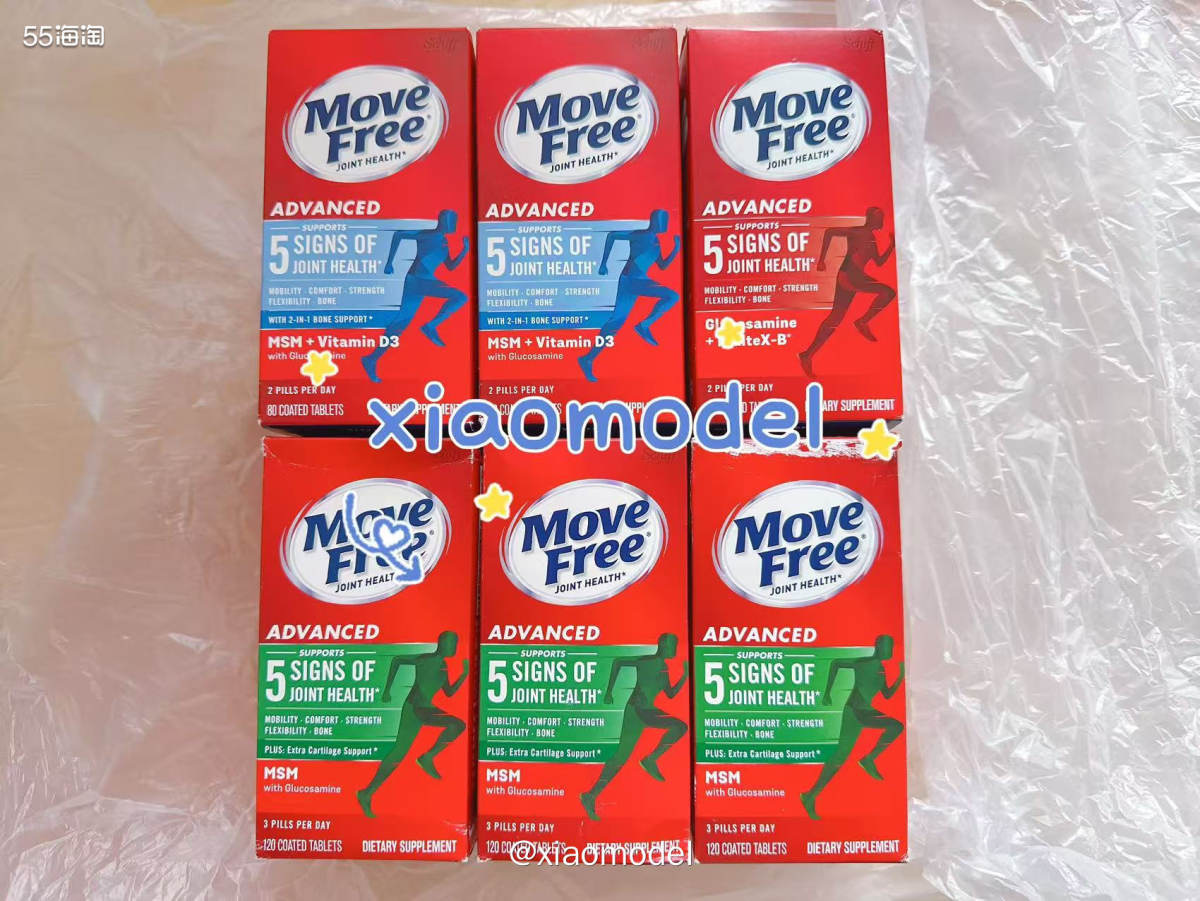 55海淘
Schiff
Move
Free®
JOINT HEALTH*
ADVANCED
SUPPORTS
5 SIGNS OF
JOINT HEALTH*
MOBILITY · COMFORT · STRENGTH
FLEXIBILITY · BONE
WITH 2-IN-1 BONE SUPPORT*
MSM + Vitamin D3
with
2 PILLS PER DAY
80 COATED TABLETS
Schiff
Move
Free®
JOINT HEALTH*
ADVANCED
SUPPORTS
5 SIGNS OF
JOINT HEALTH*
MOBILITY · COMFORT · STRENGTH
FLEXIBILITY · BONE
WITH 2-IN-1 BONE SUPPORT*
MSM + Vitamin D3
with Glucosamine
2 PILLS PER DAY
Schiff
Move
Free®
JOINT HEALTH*
ADVANCED
SUPPORTS
5 SIGNS OF
JOINT HEALTH*
MOBILITY · COMFORT · STRENGTH
FLEXIBILITY · BONE
2
SUPPLEMENT
xiaomodel
Move
Free
JOINT
ADVANCED
SUPPORTS
5 SIGNS OF
JOINT HEALTH*
MOBILITY · COMFORT · STRENGTH
FLEXIBILITY · BONE
PLUS: Extra Cartilage Support*
MSM
with Glucosamine
3 PILLS PER DAY
120 COATED TABLETS DIETARY SUPPLEMENT
Move
Free®
JOINT HEALTH*
ADVANCED
SUPPORTS
5 SIGNS OF
JOINT HEALTH*
MOBILITY · COMFORT · STRENGTH
FLEXIBILITY · BONE
PLUS: Extra Cartilage Support*
MSM
with Glucosamine
3 PILLS PER DAY
120 COATED TABLETS DIETARY SUPPLEMENT
Move
Free®
JOINT HEALTH*
ADVANCED
SUPPORTS
5 SIGNS OF
JOINT HEALTH*
MOBILITY · COMFORT · STRENGTH
FLEXIBILITY · BONE
PLUS: Extra Cartilage Support*
MSM
with Glucosamine
3 PILLS PER DAY
120 COATED TABLETS DIETARY SUPPLEMENT
@xiaomodel